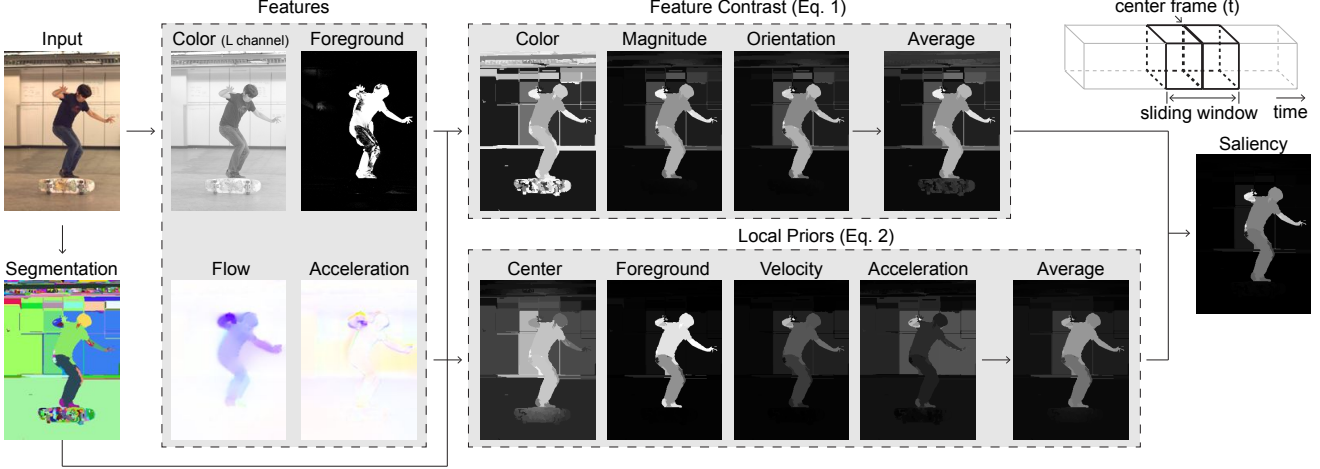 Features
Feature Contrast (Eq. 1)
center frame (t)
Input
Color (L channel)
Foreground
Color
Magnitude
Orientation
Average
sliding window
time
Saliency
Local Priors (Eq. 2)
Segmentation
Flow
Acceleration
Center
Foreground
Velocity
Acceleration
Average